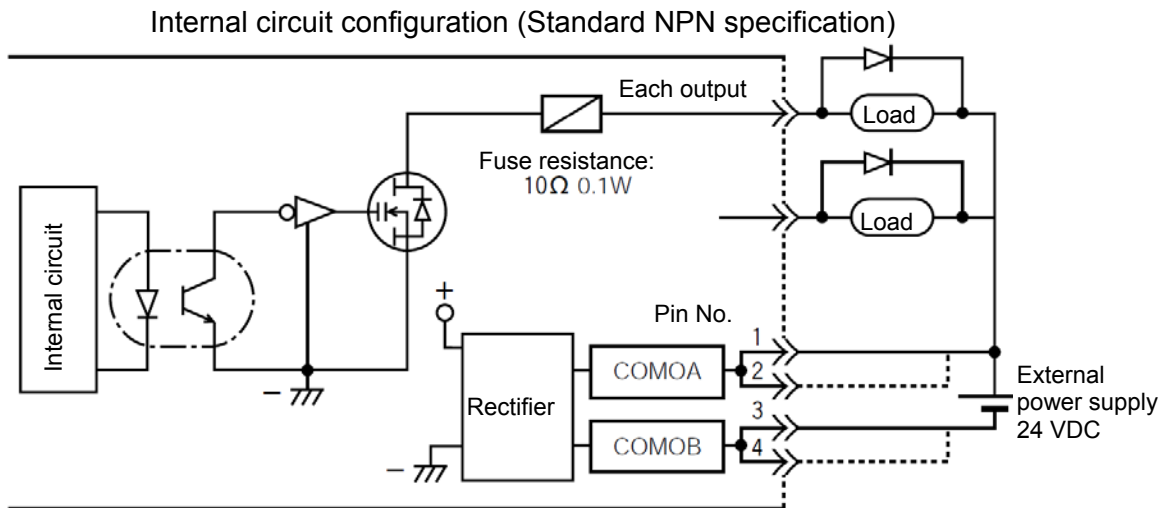 Internal circuit configuration (Standard NPN specification)
Each output
Load
Fuse resistance:
10Ω 0.1W
Load
Internal circuit
+
Pin No.
1
COMOA
2
−
Rectifier
3
COMOB
4
−
External
power supply
24 VDC